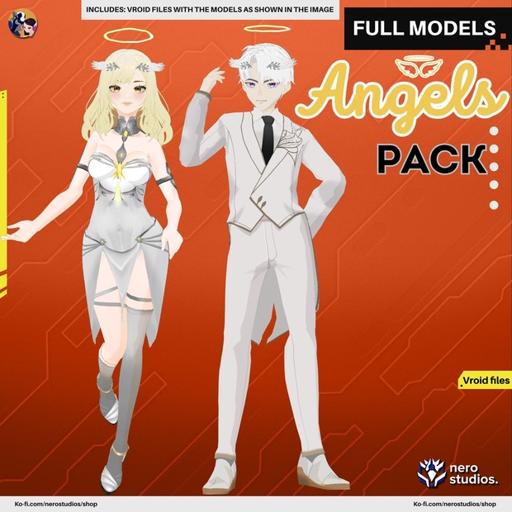 INCLUDES: VROID FILES WITH THE MODELS AS SHOWN IN THE IMAGE
FULL MODELS
Angels
PACK
Vroid files
nero
studios.
Ko-fi.com/nerostudios/shop
Ko-fi.com/nerostudios/shop